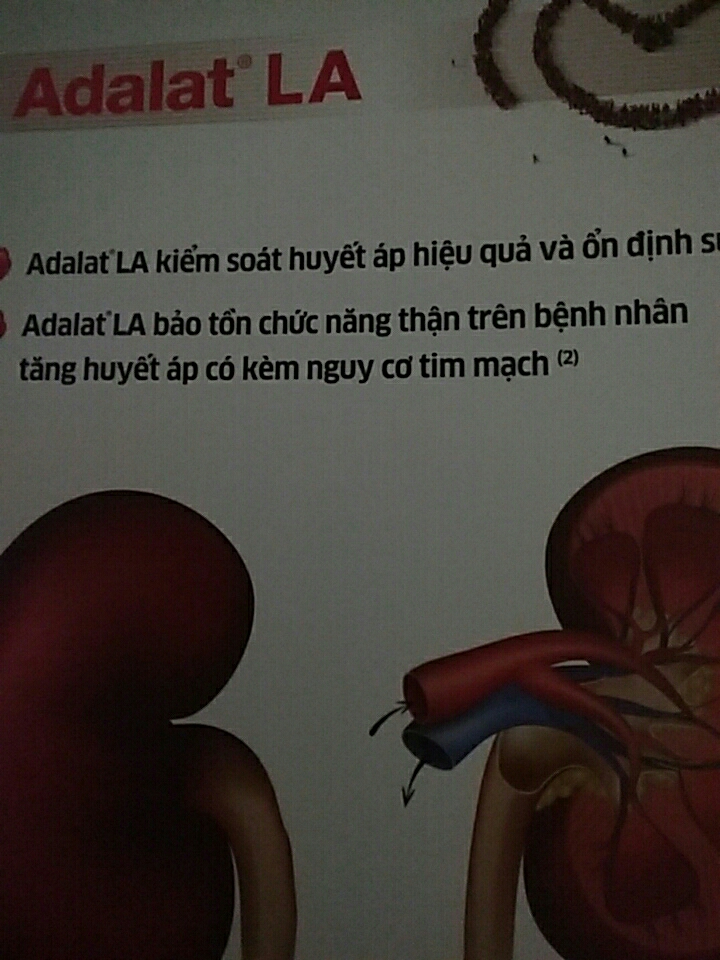 Adalat® LA
Adalat®LA kiểm soát huyết áp hiệu quả và ổn định
Adalat®LA bảo tồn chức năng thận trên bệnh nhân
tăng huyết áp có kèm nguy cơ tim mạch (2)